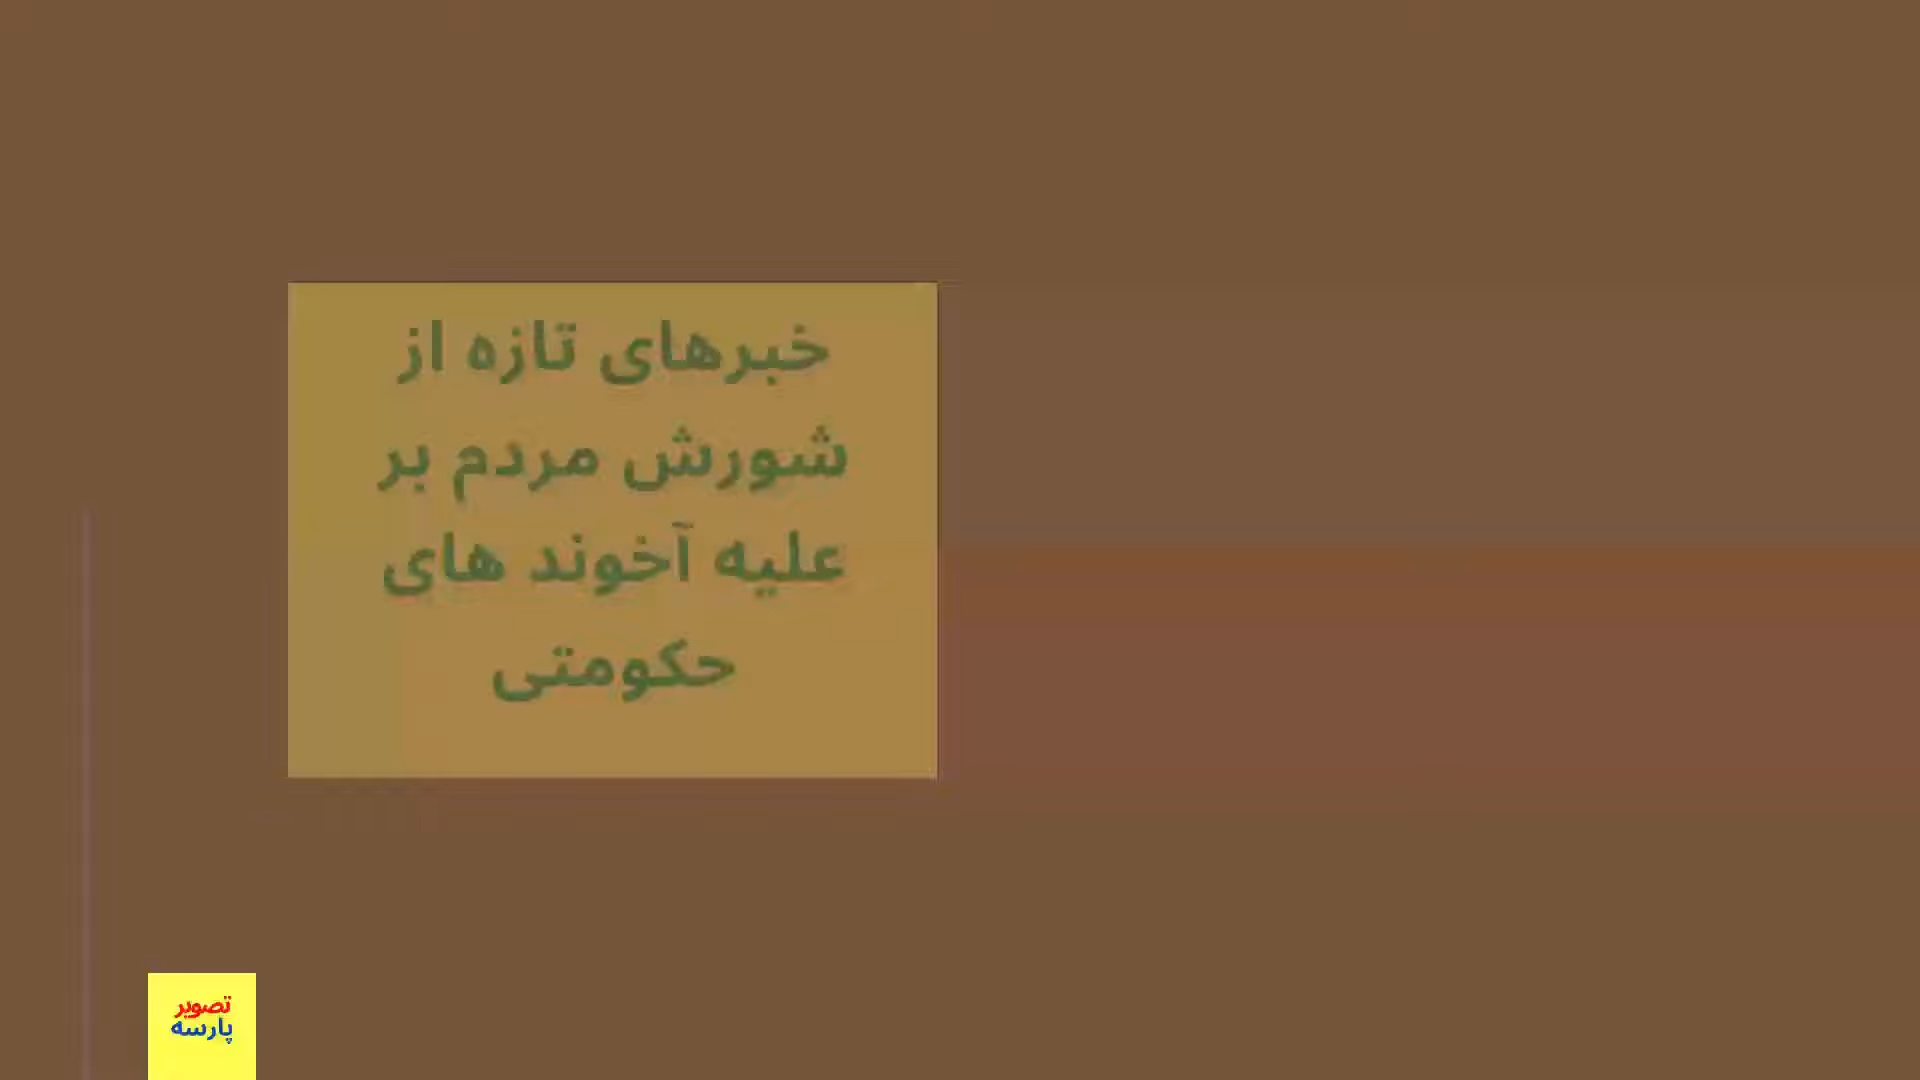 خبرهای تازه از
شورش مردم بر
علیه آخوند های
حکومتی
تصویر
پارسه